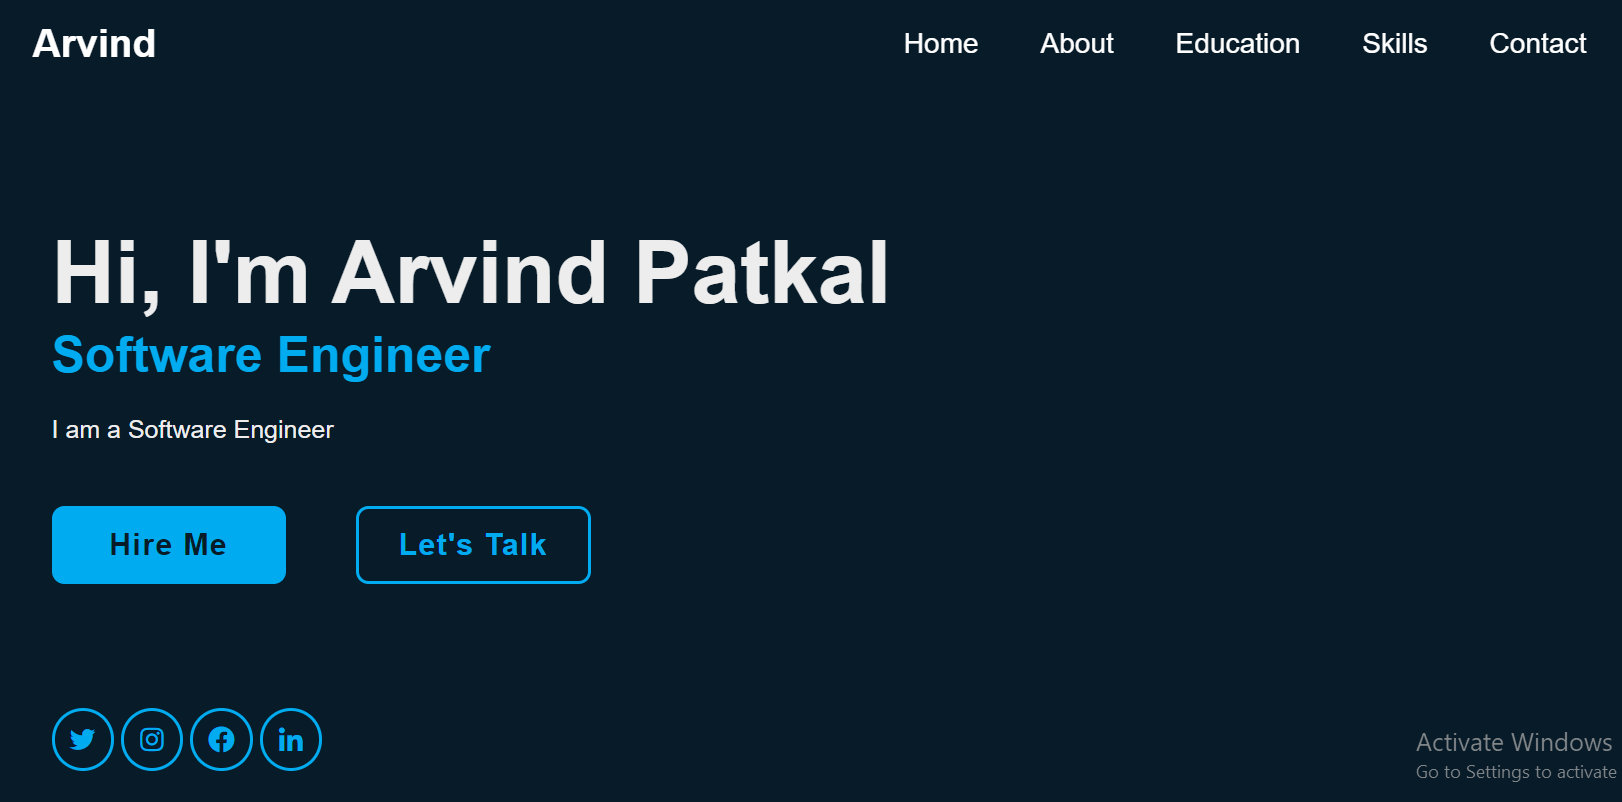 Arvind
Home About Education Skills Contact
Hi, I'm Arvind Patkal
Software Engineer
I am a Software Engineer
Hire Me
Let's Talk
Activate Windows
Go to Settings to activate